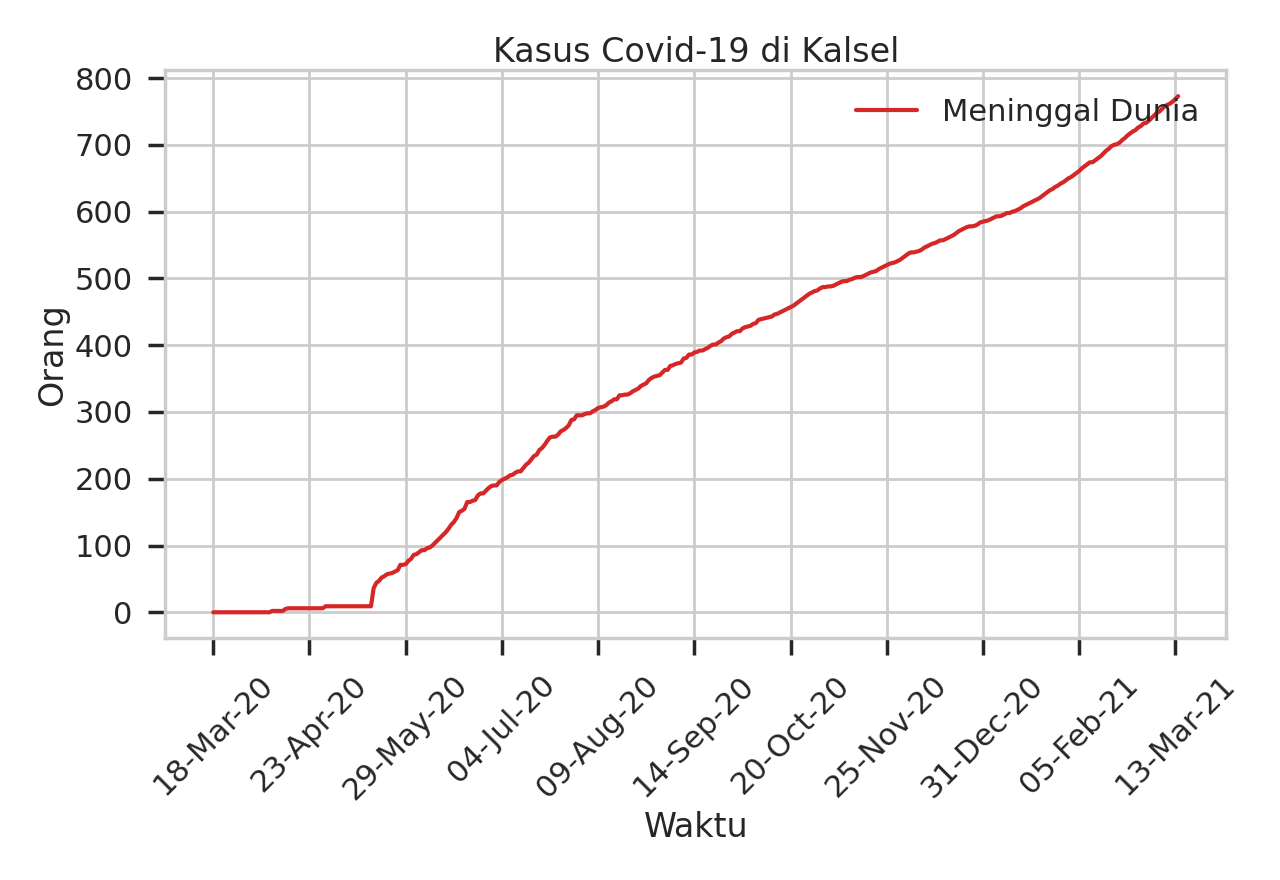 Kasus Covid-19 di Kalsel
Meninggal Dunia
Orang
800
700
600
500
400
300
200
100
0
18-Mar-20
23-Apr-20
29-May-20
04-Jul-20
09-Aug-20
14-Sep-20
20-Oct-20
25-Nov-20
31-Dec-20
05-Feb-21
13-Mar-21
Waktu